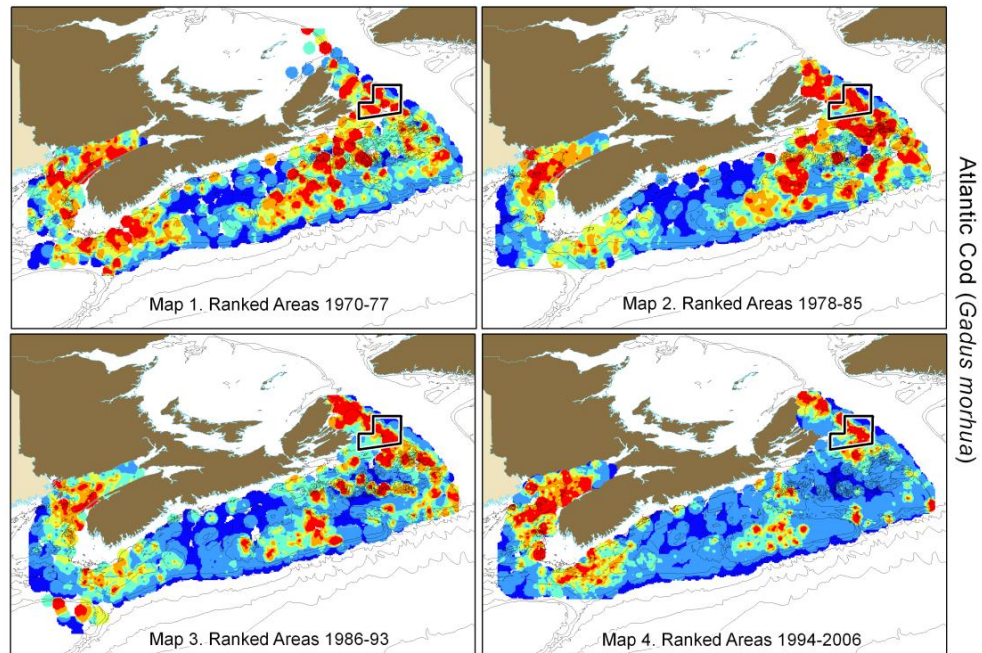 Map 1. Ranked Areas 1970-77
Map 2. Ranked Areas 1978-85
Map 3. Ranked Areas 1986-93
Map 4. Ranked Areas 1994-2006
Atlantic Cod (Gadus morhua)